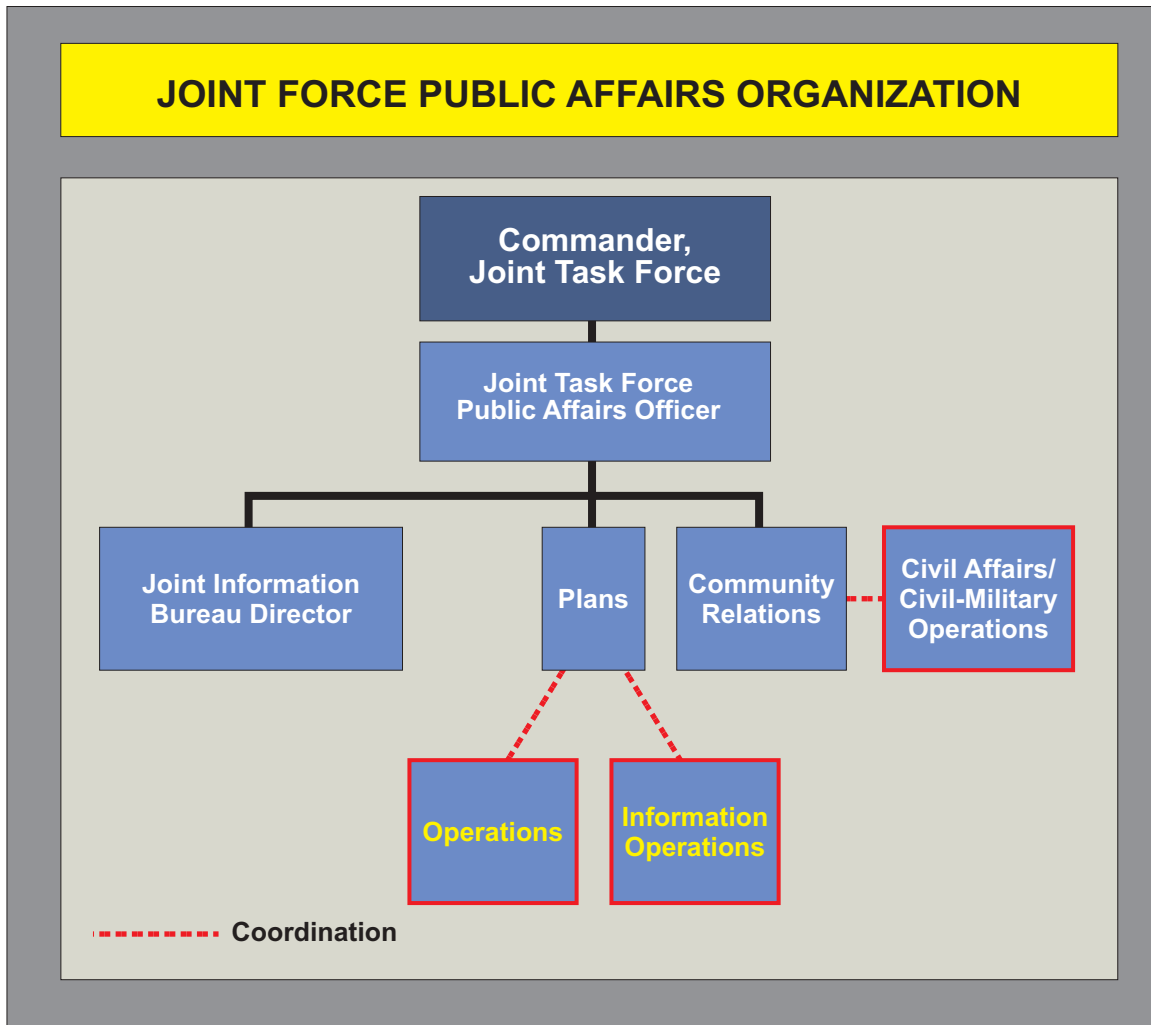 JOINT FORCE PUBLIC AFFAIRS ORGANIZATION
Commander,
Joint Task Force
Joint Task Force
Public Affairs Officer
Joint Information
Bureau Director
Plans
Community
Relations
Civil Affairs/
Civil-Military
Operations
Operations
Information
Operations
Coordination